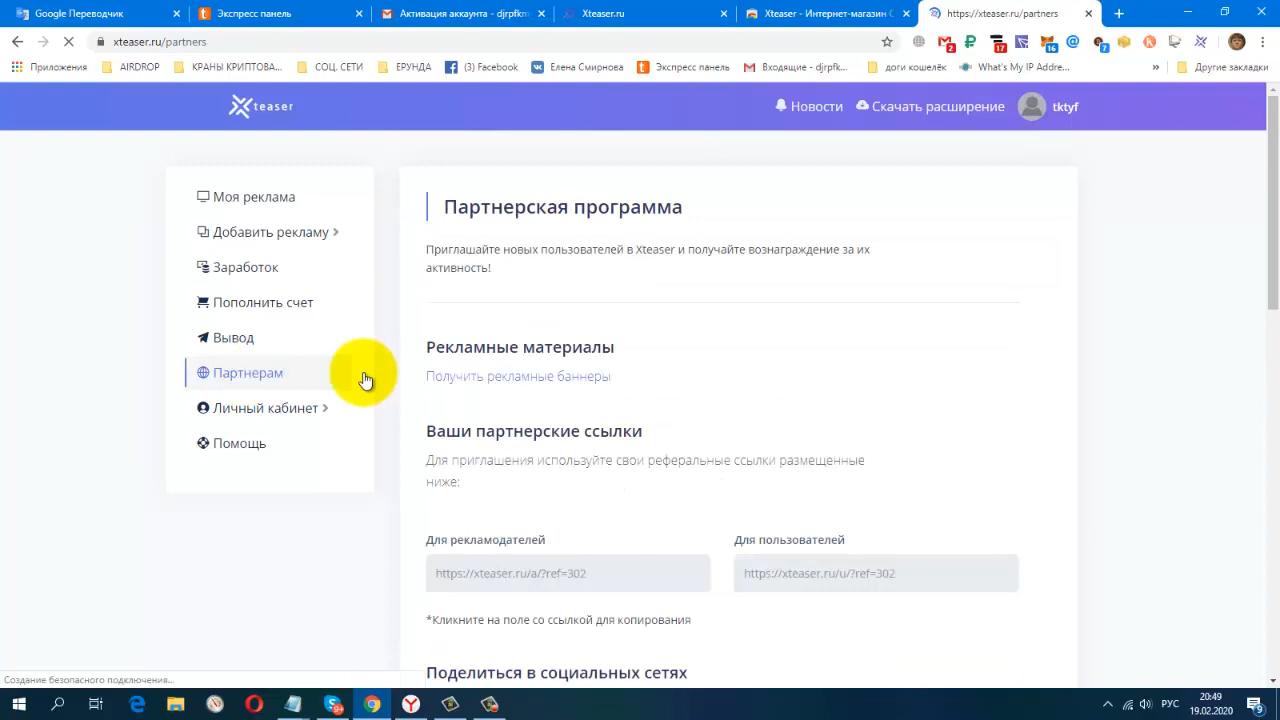 Google Переводчик
Экспресс панель
Активация аккаунта - djrpfkm
Xteaser.ru
Xteaser - Интернет-магазин C
https://xteaser.ru/partners
xteaser.ru/partners
2
17
16
7
Приложения
AIRDROP
КРАНЫ КРИПТОВА...
СОЦ. СЕТИ
ЕРУНДА
(3) Facebook
Елена Смирнова
Экспресс панель
Входящие - djrpfk...
доги кошелёк
What's My IP Addre...
»
Другие закладки
teaser
Новости
Скачать расширение
tktyf
Моя реклама
Добавить рекламу
Заработок
Пополнить счет
Вывод
Партнерам
Личный кабинет
Помощь
Партнерская программа
Приглашайте новых пользователей в Xteaser и получайте вознаграждение за их
активность!
Рекламные материалы
Получить рекламные баннеры
Ваши партнерские ссылки
Для приглашения используйте свои реферальные ссылки размещенные
ниже:
Для рекламодателей
Для пользователей
https://xteaser.ru/a/?ref=302
https://xteaser.ru/u/?ref=302
*Кликните на поле со ссылкой для копирования
Поделиться в социальных сетях
Создание безопасного подключения...
РУС
20:49
19.02.2020
9